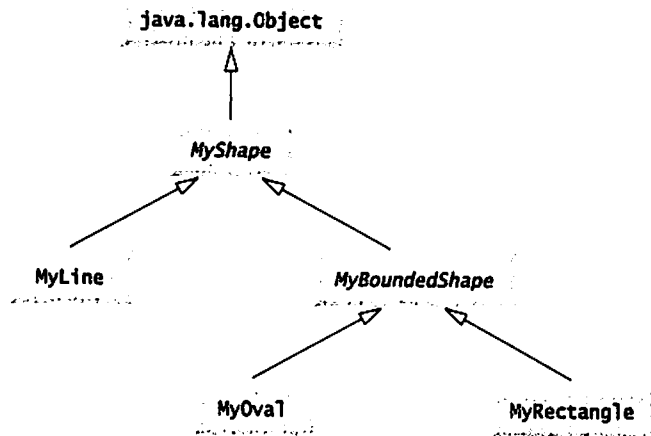 java.lang.Object
MyShape
MyLine
MyBoundedShape
MyOval
MyRectangle